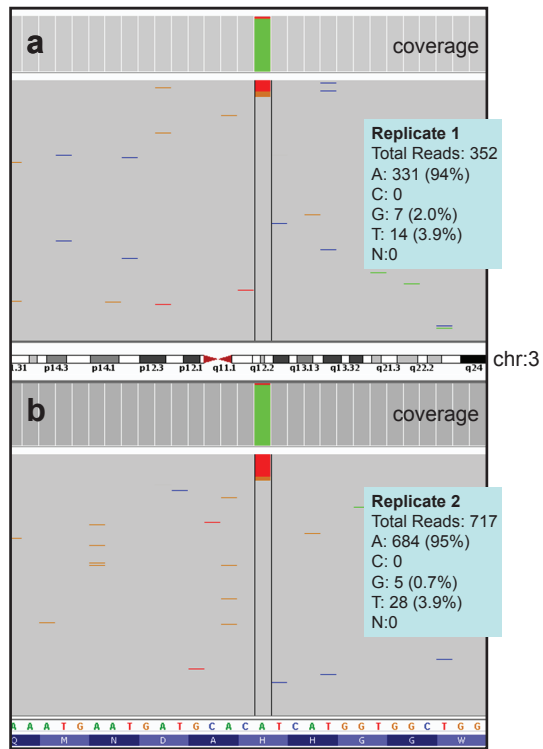 a
coverage
Replicate 1
Total Reads: 352
A: 331 (94%)
C: 0
G: 7 (2.0%)
T: 14 (3.9%)
N:0
chr:3
.31 p14.3 p14.1 p12.3 p12.1 q11.1 q12.2 q13.13 q13.32 q21.3 q22.2 q24
b
coverage
Replicate 2
Total Reads: 717
A: 684 (95%)
C: 0
G: 5 (0.7%)
T: 28 (3.9%)
N:0
A A A T G A A T G A T G C A C A T C A T G G T G G C T G G
Q M N D A H H G G W